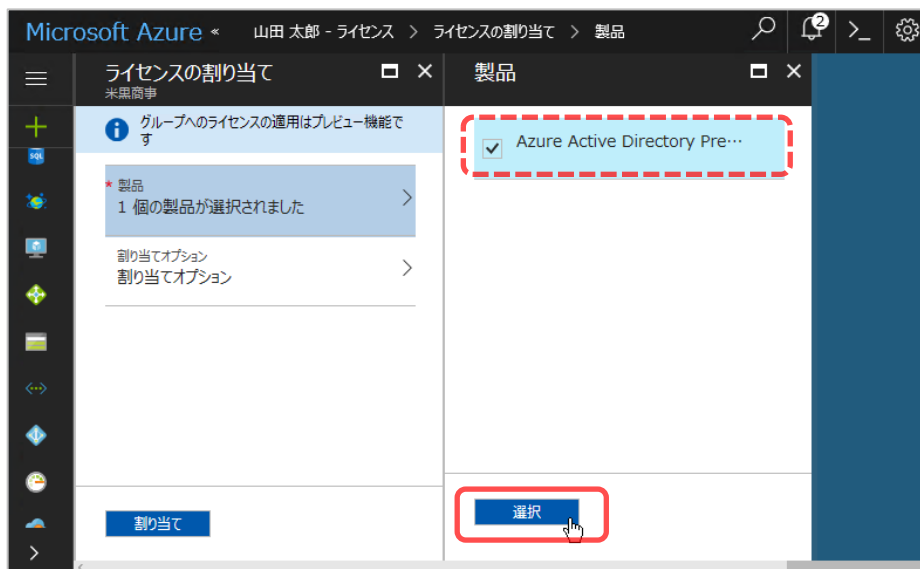 Microsoft Azure « 山田 太郎 - ライセンス > ライセンスの割り当て > 製品
2
ライセンスの割り当て
米黒商事
グループへのライセンスの適用はプレビュー機能で
す
* 製品
1 個の製品が選択されました
割り当てオプション
割り当てオプション
割り当て
製品
Azure Active Directory Pre…
選択
SQL